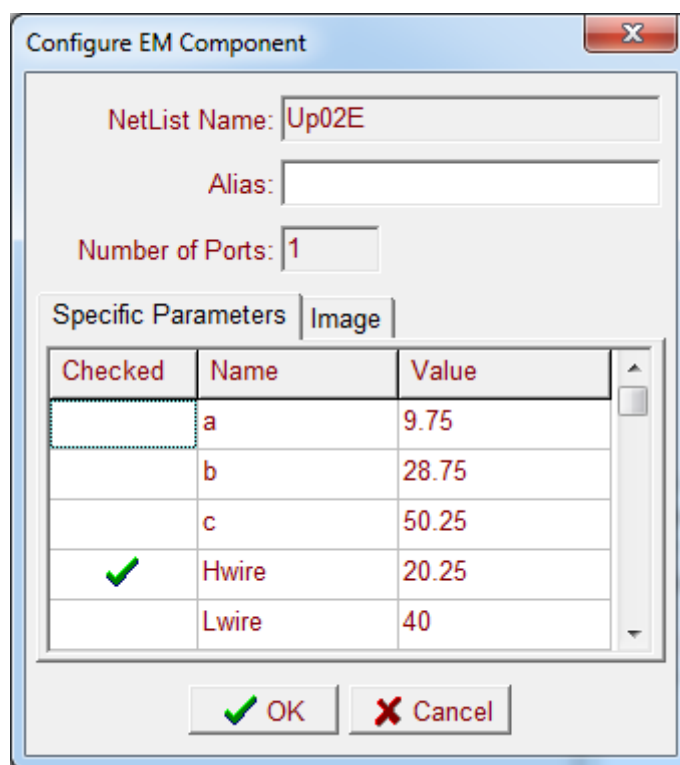 Configure EM Component
NetList Name: Up02E
Alias:
Number of Ports: 1
Specific Parameters Image
Checked Name Value
a 9.75
b 28.75
c 50.25
Hwire 20.25
Lwire 40
OK Cancel